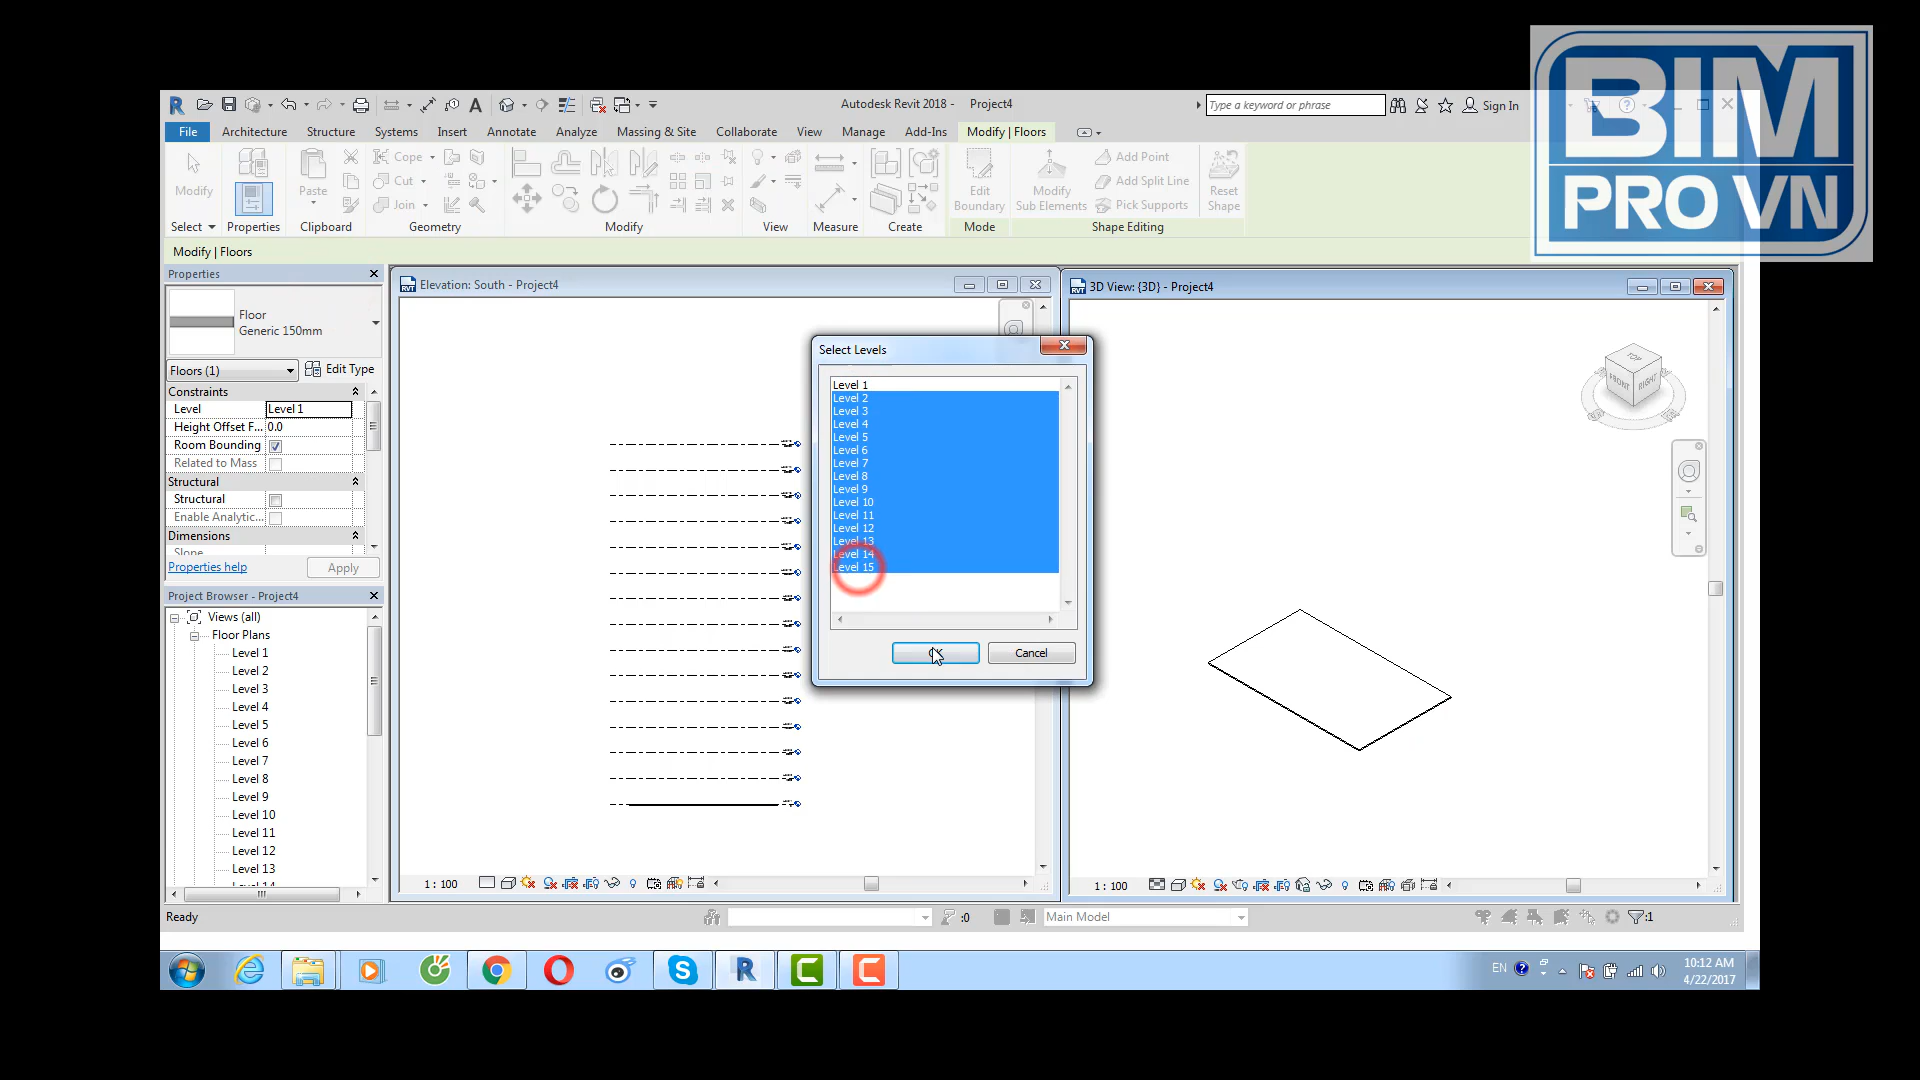 BIM
PRO VN
Autodesk Revit 2018 - Project4
Type a keyword or phrase
Sign In
File Architecture Structure Systems Insert Annotate Analyze Massing & Site Collaborate View Manage Add-Ins Modify | Floors
Modify
Paste
Cope
Cut
Join
Edit
Boundary
Modify
Sub Elements
Add Point
Add Split Line
Pick Supports
Reset
Shape
Select Properties Clipboard Geometry Modify View Measure Create Mode Shape Editing
Modify | Floors
Properties
Floor
Generic 150mm
Floors (1)
Edit Type
Constraints
Level Level 1
Height Offset F... 0.0
Room Bounding
Related to Mass
Structural
Structural
Enable Analytic...
Dimensions
Slope
Properties help
Apply
Project Browser - Project4
Views (all)
Floor Plans
Level 1
Level 2
Level 3
Level 4
Level 5
Level 6
Level 7
Level 8
Level 9
Level 10
Level 11
Level 12
Level 13
Level 14
Elevation: South - Project4
1 : 100
Select Levels
Level 1
Level 2
Level 3
Level 4
Level 5
Level 6
Level 7
Level 8
Level 9
Level 10
Level 11
Level 12
Level 13
Level 14
Level 15
OK
Cancel
3D View: {3D} - Project4
TOP
FRONT
RIGHT
1 : 100
Ready
:0
Main Model
:1
EN
10:12 AM
4/22/2017